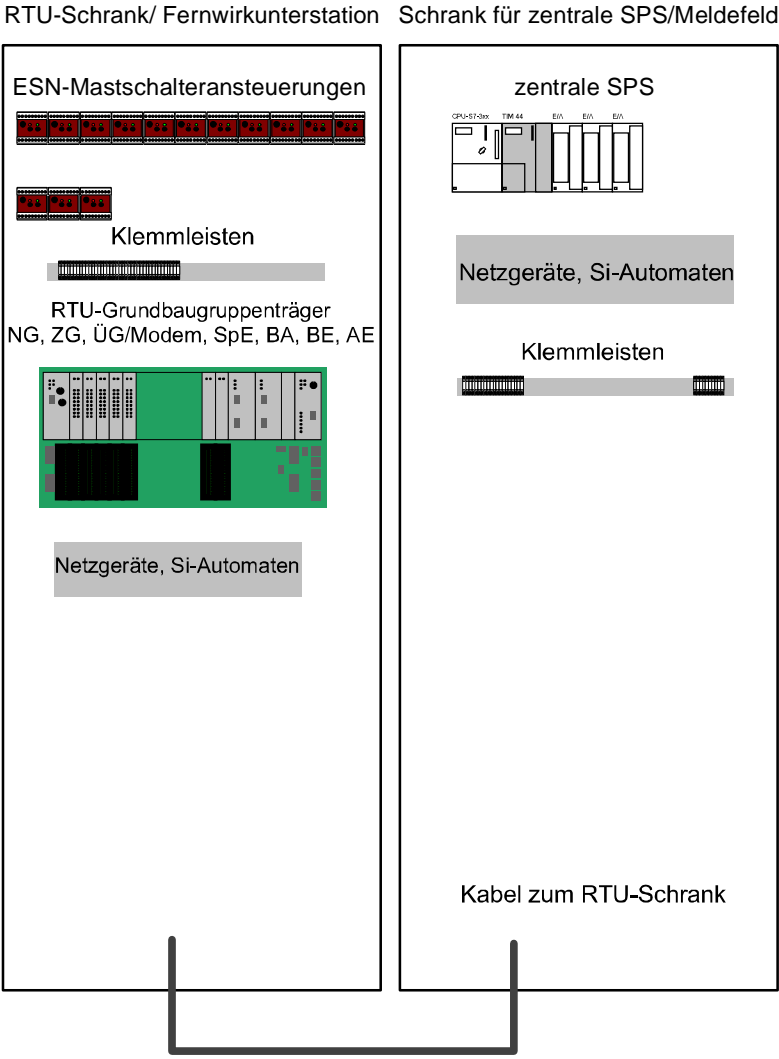 RTU-Schrank/ Fernwirkunterstation
ESN-Mastschalteransteuerungen
Klemmleisten
RTU-Grundbaugruppenträger
NG, ZG, ÜG/Modem, SpE, BA, BE, AE
Netzgeräte, Si-Automaten
Schrank für zentrale SPS/Meldefeld
zentrale SPS
CPU-S7-3xx TIM 44 E/A E/A E/A
Netzgeräte, Si-Automaten
Klemmleisten
Kabel zum RTU-Schrank